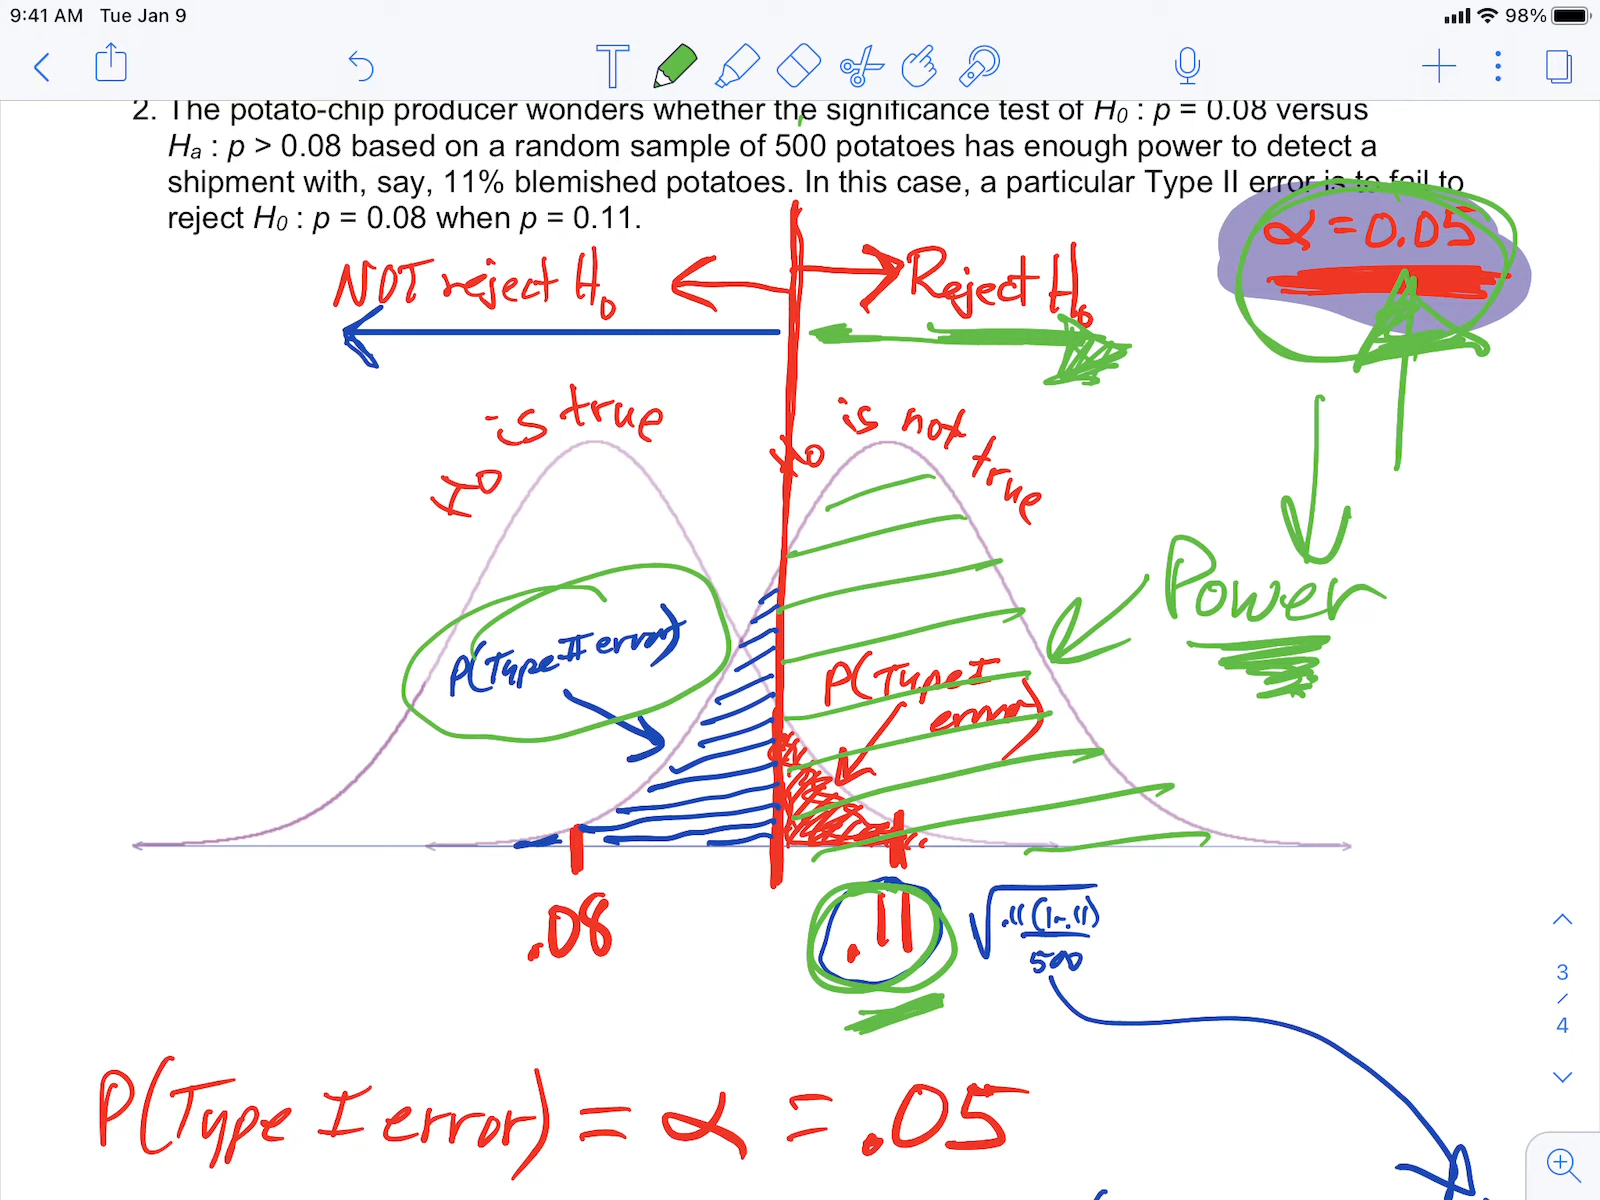 9:41 AM Tue Jan 9
98%
2. The potato-chip producer wonders whether the significance test of H₀ : p = 0.08 versus
Hₐ : p > 0.08 based on a random sample of 500 potatoes has enough power to detect a
shipment with, say, 11% blemished potatoes. In this case, a particular Type II error is to fail to
reject H₀ : p = 0.08 when p = 0.11.
α = 0.05
NOT reject H₀
Reject H₀
H₀ is true
H₀ is not true
Power
P(Type II error)
P(Type I
error)
.08
.11
√(.11(1-.11)/500)
3
/
4
P(Type I error) = α = .05